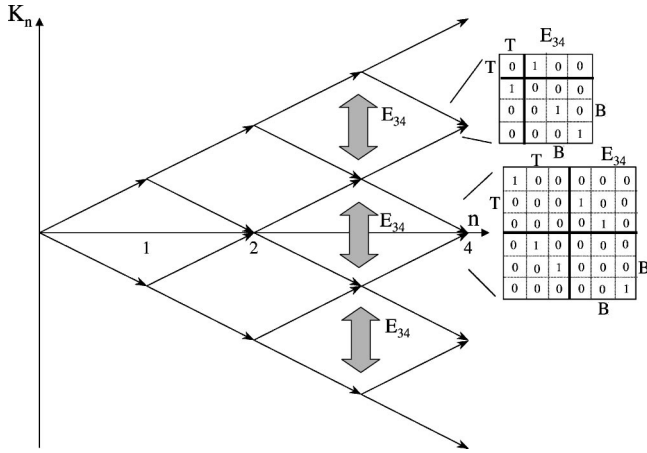 K_n
T E_34
T 0 1 0 0
1 0 0 0
0 0 1 0 B
0 0 0 1
B
E_34
T E_34
1 0 0 0 0 0
T 0 0 0 1 0 0
0 0 0 0 1 0
0 1 0 0 0 0
0 0 1 0 0 0 B
0 0 0 0 0 1
B
E_34
n
1 2 4
E_34